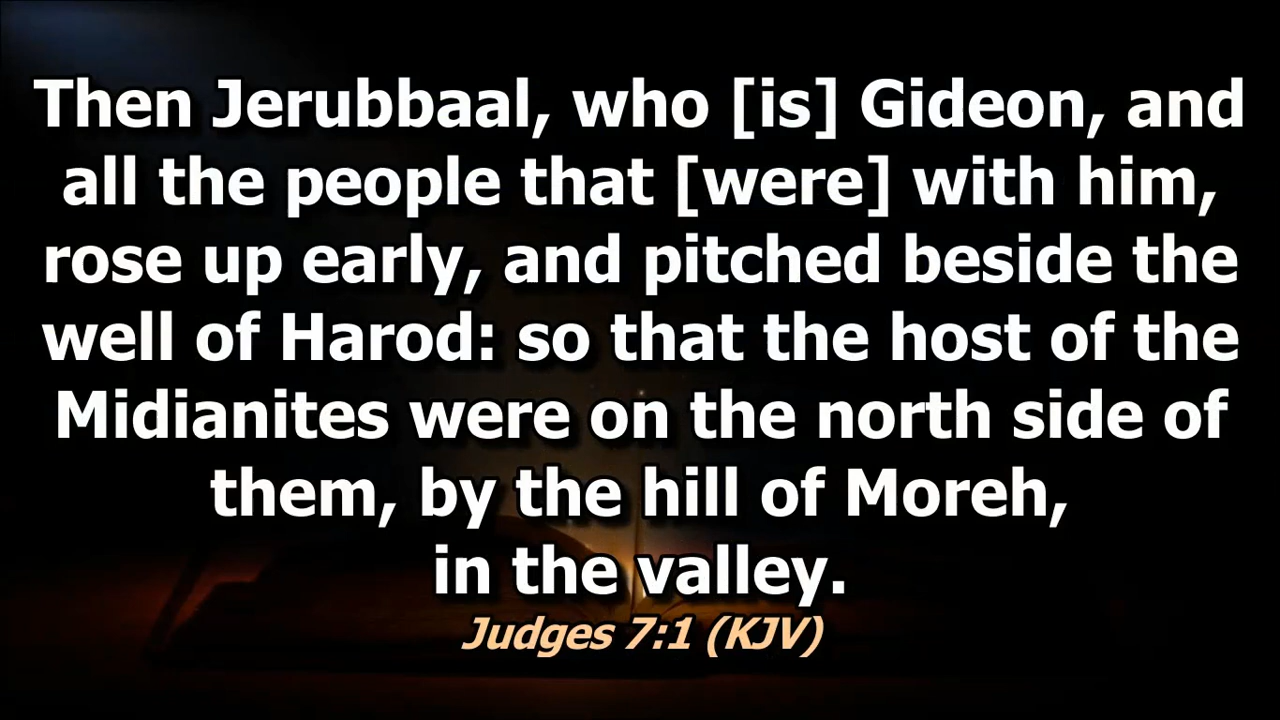 Then Jerubbaal, who [is] Gideon, and
all the people that [were] with him,
rose up early, and pitched beside the
well of Harod: so that the host of the
Midianites were on the north side of
them, by the hill of Moreh,
in the valley.
Judges 7:1 (KJV)